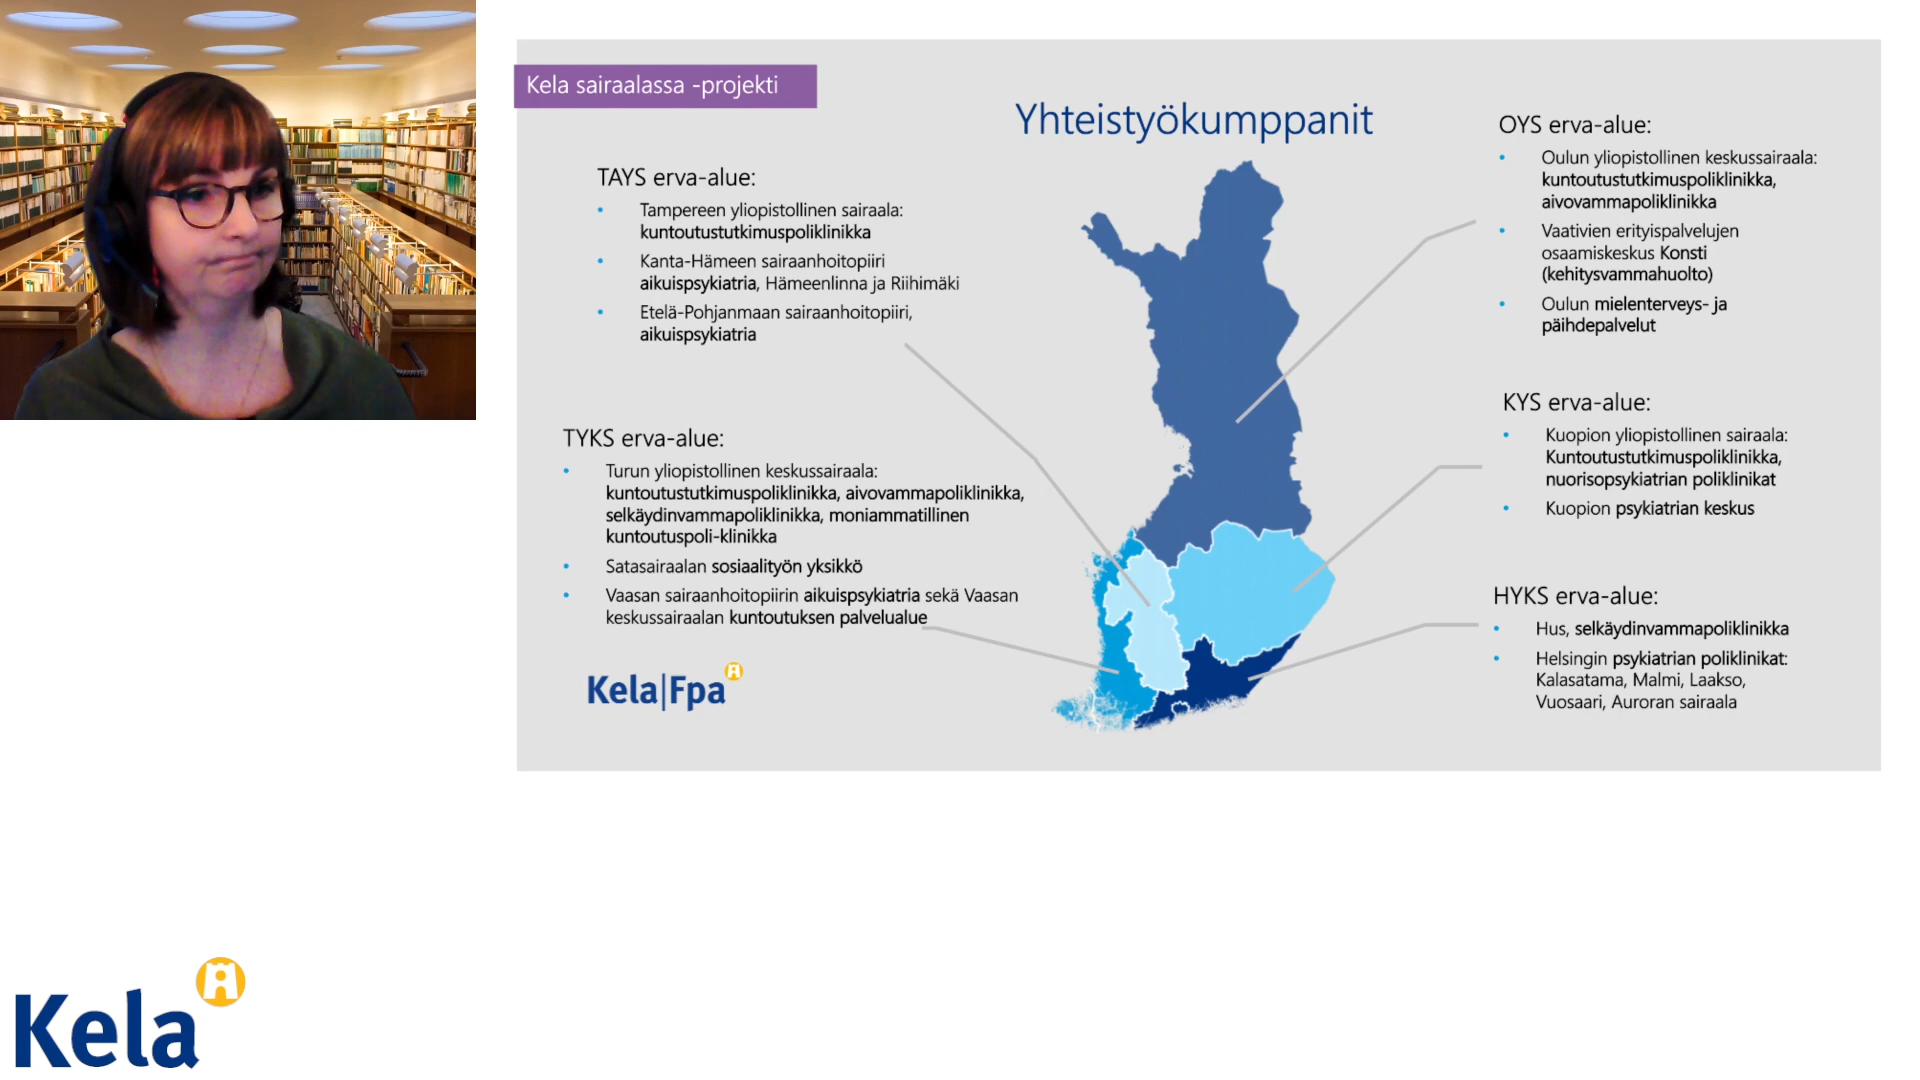 Kela sairaalassa -projekti
Yhteistyökumppanit
TAYS erva-alue:
• Tampereen yliopistollinen sairaala:
kuntoutustutkimuspoliklinikka
• Kanta-Hämeen sairaanhoitopiiri
aikuispsykiatria, Hämeenlinna ja Riihimäki
• Etelä-Pohjanmaan sairaanhoitopiiri,
aikuispsykiatria
TYKS erva-alue:
• Turun yliopistollinen keskussairaala:
kuntoutustutkimuspoliklinikka, aivovammapoliklinikka,
selkäydinvammapoliklinikka, moniammatillinen
kuntoutuspoli-klinikka
• Satasairaalan sosiaalityön yksikkö
• Vaasan sairaanhoitopiirin aikuispsykiatria sekä Vaasan
keskussairaalan kuntoutuksen palvelualue
Kela|Fpa
OYS erva-alue:
• Oulun yliopistollinen keskussairaala:
kuntoutustutkimuspoliklinikka,
aivovammapoliklinikka
• Vaativien erityispalvelujen
osaamiskeskus Konsti
(kehitysvammahuolto)
• Oulun mielenterveys- ja
päihdepalvelut
KYS erva-alue:
• Kuopion yliopistollinen sairaala:
Kuntoutustutkimuspoliklinikka,
nuorisopsykiatrian poliklinikat
• Kuopion psykiatrian keskus
HYKS erva-alue:
• Hus, selkäydinvammapoliklinikka
• Helsingin psykiatrian poliklinikat:
Kalasatama, Malmi, Laakso,
Vuosaari, Auroran sairaala
Kela